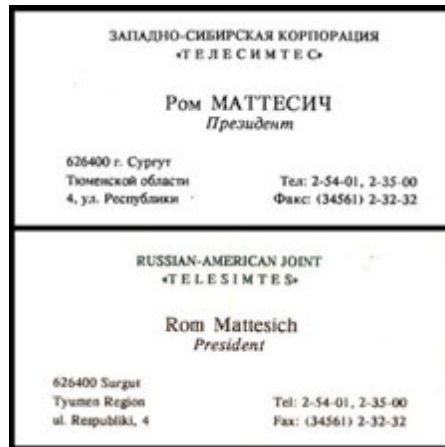 ЗАПАДНО-СИБИРСКАЯ КОРПОРАЦИЯ
«ТЕЛЕСИМТЕС»
Ром МАТТЕСИЧ
Президент
626400 г. Сургут
Тюменской области
4, ул. Республики
Тел: 2-54-01, 2-35-00
Факс: (34561) 2-32-32
RUSSIAN-AMERICAN JOINT
«TELESIMTES»
Rom Mattesich
President
626400 Surgut
Tyumen Region
ul. Respubliki, 4
Tel: 2-54-01, 2-35-00
Fax: (34561) 2-32-32